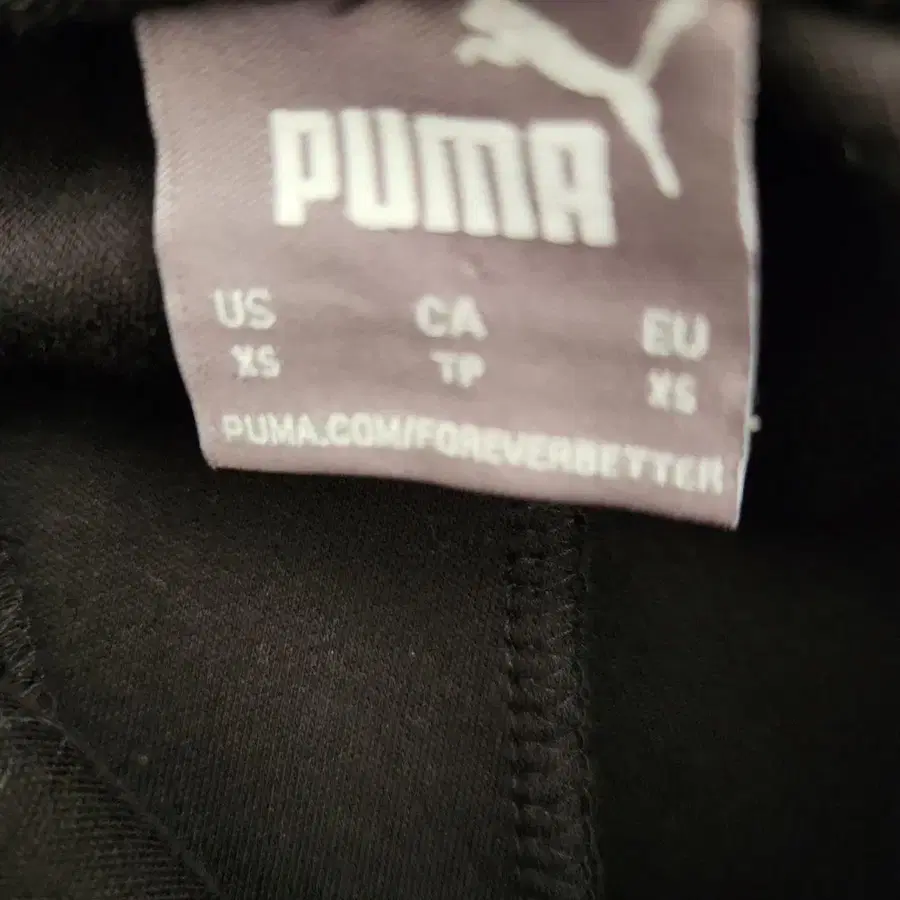 PUMA
US CA EU
XS TP XS
PUMA.COM/FOREVERBETTER